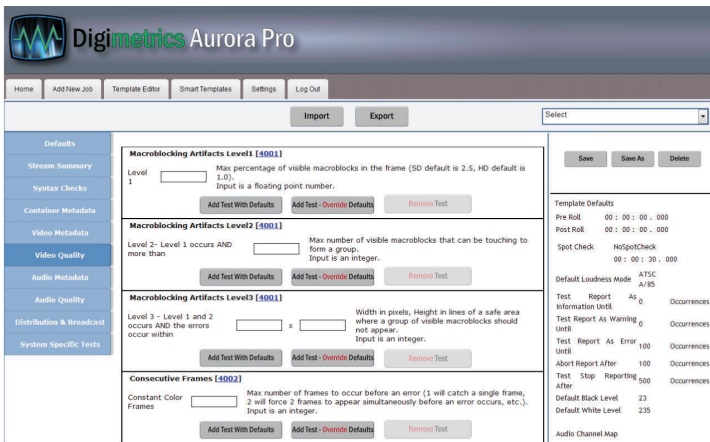 Digimetrics Aurora Pro
Home Add New Job Template Editor Smart Templates Settings Log Out
Import Export Select
Defaults
Stream Summary
Syntax Checks
Container Metadata
Video Metadata
Video Quality
Audio Metadata
Audio Quality
Distribution & Broadcast
System Specific Tests
Macroblocking Artifacts Level1 [4001]
Level
1
Max percentage of visible macroblocks in the frame (SD default is 2.5, HD default is
1.0).
Input is a floating point number.
Add Test With Defaults Add Test - Override Defaults Remove Test
Macroblocking Artifacts Level2 [4001]
Level 2- Level 1 occurs AND
more than
Max number of visible macroblocks that can be touching to
form a group.
Input is an integer.
Add Test With Defaults Add Test - Override Defaults Remove Test
Macroblocking Artifacts Level3 [4001]
Level 3 - Level 1 and 2
occurs AND the errors
occur within
x
Width in pixels, Height in lines of a safe area
where a group of visible macroblocks should
not appear.
Input is an integer.
Add Test With Defaults Add Test - Override Defaults Remove Test
Consecutive Frames [4002]
Constant Color
Frames
Max number of frames to occur before an error (1 will catch a single frame,
2 will force 2 frames to appear simultaneously before an error occurs, etc.).
Input is an integer.
Add Test With Defaults Add Test - Override Defaults Remove Test
Save Save As Delete
Template Defaults
Pre Roll 00 : 00 : 00 . 000
Post Roll 00 : 00 : 00 . 000
Spot Check NoSpotCheck
00 : 00 : 30 . 000
Default Loudness Mode ATSC
A/85
Test Report As
Information Until 0 Occurrences
Test Report As Warning
Until 0 Occurrences
Test Report As Error
Until 100 Occurrences
Abort Report After 100 Occurrences
Test Stop Reporting
After 500 Occurrences
Default Black Level 23
Default White Level 235
Audio Channel Map